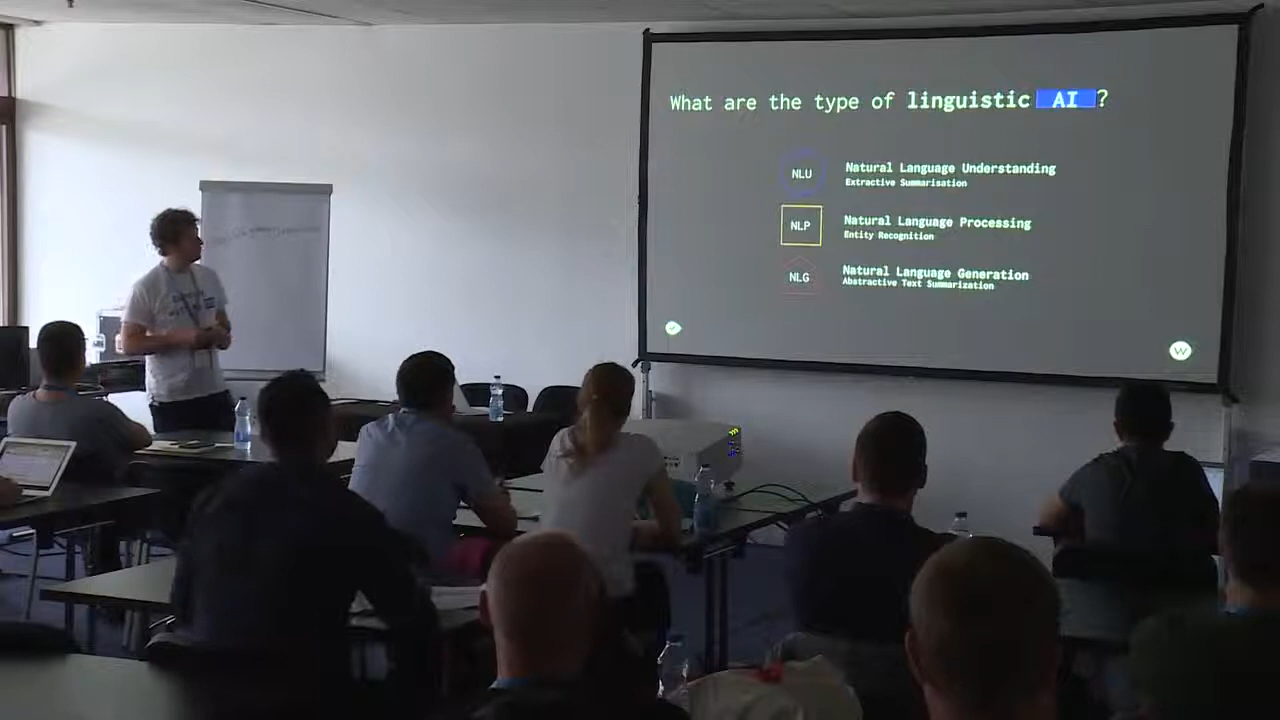 What are the type of linguistic AI ?
NLU
Natural Language Understanding
Extractive Summarisation
NLP
Natural Language Processing
Entity Recognition
NLG
Natural Language Generation
Abstractive Text Summarization
W